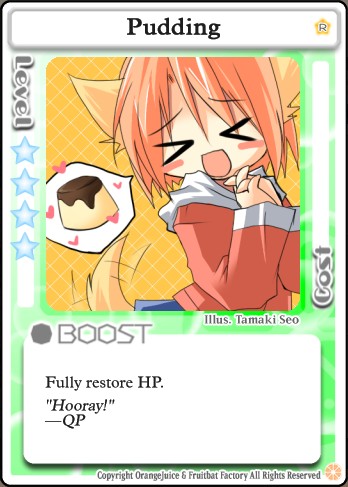 Pudding
R
Level
Cost
Illus. Tamaki Seo
BOOST
Fully restore HP.
"Hooray!"
—QP
Copyright Orangejuice & Fruitbat Factory All Rights Reserved